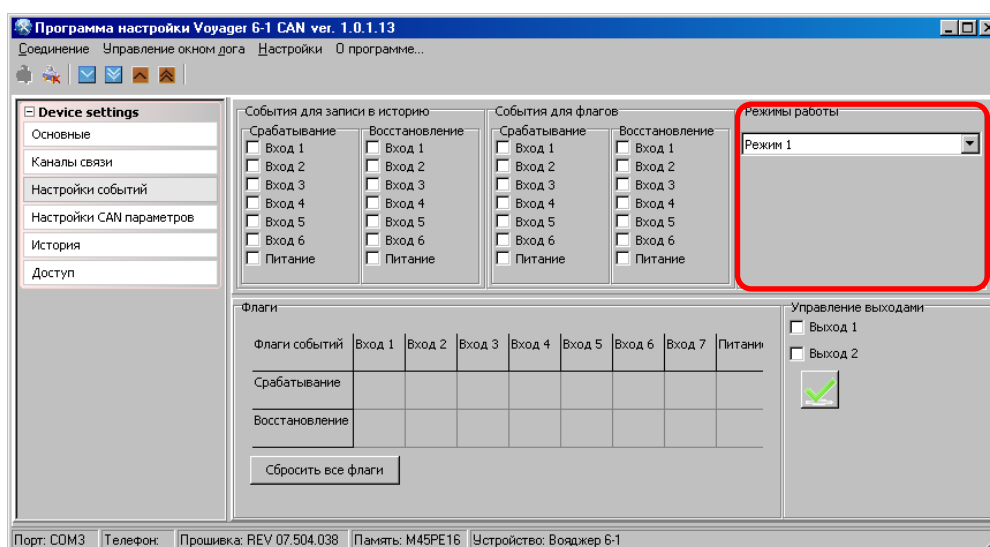 Программа настройки Voyager 6-1 CAN ver. 1.0.1.13
Соединение Управление окном лога Настройки О программе...
Device settings
Основные
Каналы связи
Настройки событий
Настройки CAN параметров
История
Доступ
События для записи в историю
Срабатывание Восстановление
Вход 1 Вход 1
Вход 2 Вход 2
Вход 3 Вход 3
Вход 4 Вход 4
Вход 5 Вход 5
Вход 6 Вход 6
Питание Питание
События для флагов
Срабатывание Восстановление
Вход 1 Вход 1
Вход 2 Вход 2
Вход 3 Вход 3
Вход 4 Вход 4
Вход 5 Вход 5
Вход 6 Вход 6
Питание Питание
Режимы работы
Режим 1
Флаги
Флаги событий Вход 1 Вход 2 Вход 3 Вход 4 Вход 5 Вход 6 Вход 7 Питани
Срабатывание
Восстановление
Сбросить все флаги
Управление выходами
Выход 1
Выход 2
Порт: COM3 Телефон: Прошивка: REV 07.504.038 Память: M45PE16 Устройство: Вояджер 6-1